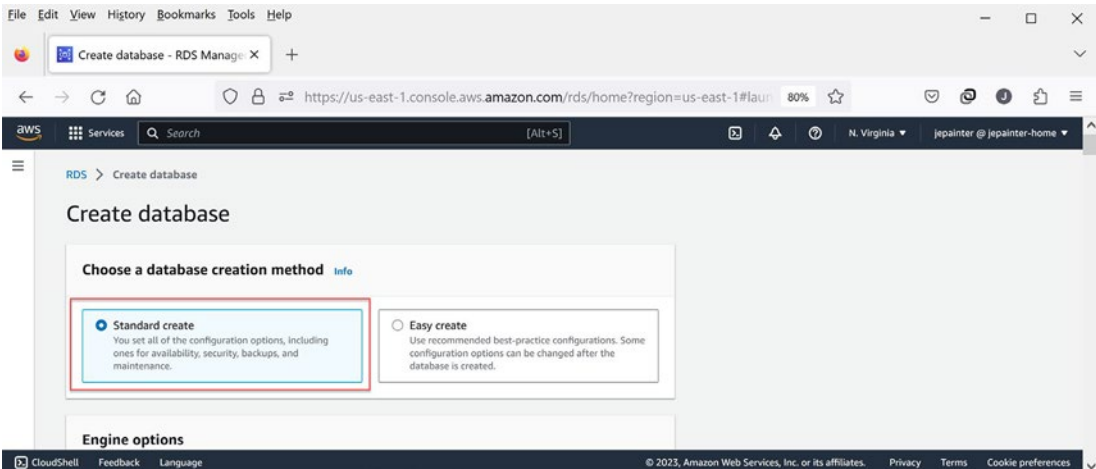 File Edit View History Bookmarks Tools Help
Create database - RDS Manage
https://us-east-1.console.aws.amazon.com/rds/home?region=us-east-1#laun 80%
aws Services Search [Alt+S] N. Virginia jepainter @ jepainter-home
RDS > Create database
Create database
Choose a database creation method Info
Standard create
You set all of the configuration options, including
ones for availability, security, backups, and
maintenance.
Easy create
Use recommended best-practice configurations. Some
configuration options can be changed after the
database is created.
Engine options
CloudShell Feedback Language © 2023, Amazon Web Services, Inc. or its affiliates. Privacy Terms Cookie preferences